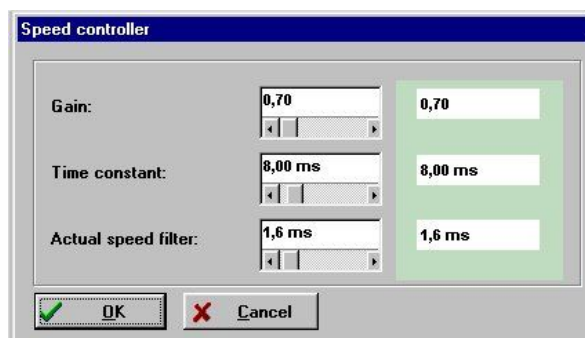 Speed controller
Gain:
0,70
0,70
Time constant:
8,00 ms
8,00 ms
Actual speed filter:
1,6 ms
1,6 ms
OK
Cancel